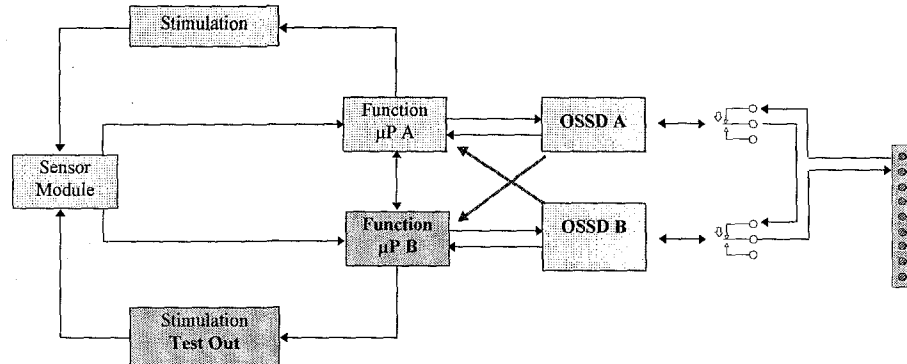 Stimulation
Function
µP A
OSSD A
Sensor
Module
Function
µP B
OSSD B
Stimulation
Test Out